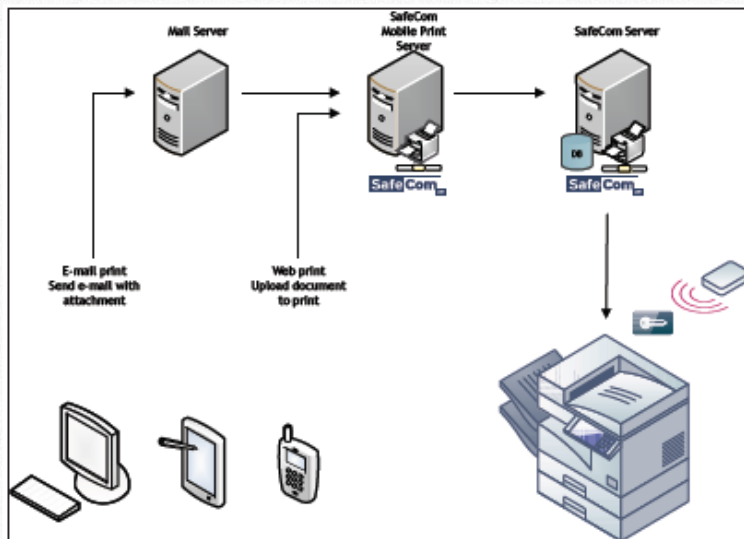 Mail Server
SafeCom
Mobile Print
Server
SafeCom Server
DB
SafeCom
SafeCom
E-mail print
Send e-mail with
attachment
Web print
Upload document
to print